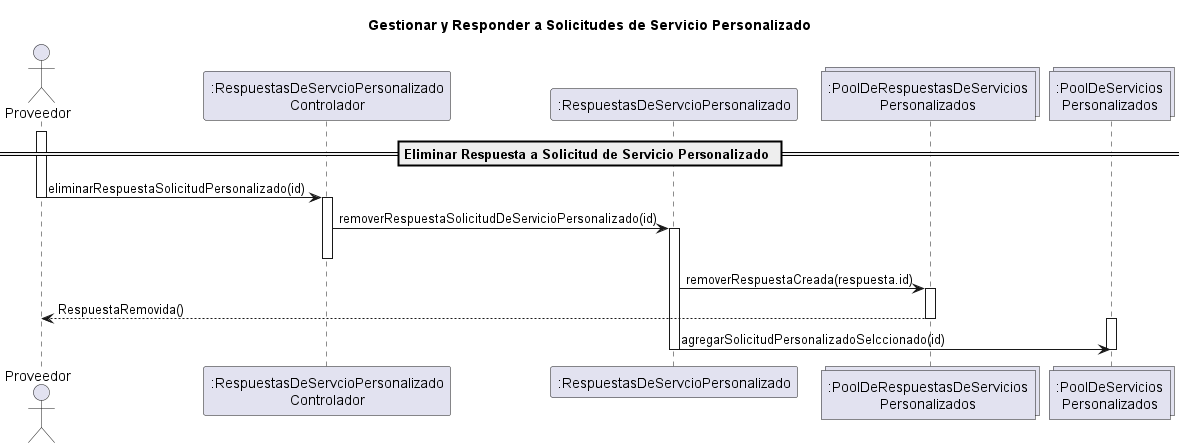 Gestionar y Responder a Solicitudes de Servicio Personalizado
Proveedor
:RespuestasDeServcioPersonalizado
Controlador
:RespuestasDeServcioPersonalizado
:PoolDeRespuestasDeServicios
Personalizados
:PoolDeServicios
Personalizados
Eliminar Respuesta a Solicitud de Servicio Personalizado
eliminarRespuestaSolicitudPersonalizado(id)
removerRespuestaSolicitudDeServicioPersonalizado(id)
removerRespuestaCreada(respuesta.id)
RespuestaRemovida()
agregarSolicitudPersonalizadoSelccionado(id)
Proveedor
:RespuestasDeServcioPersonalizado
Controlador
:RespuestasDeServcioPersonalizado
:PoolDeRespuestasDeServicios
Personalizados
:PoolDeServicios
Personalizados